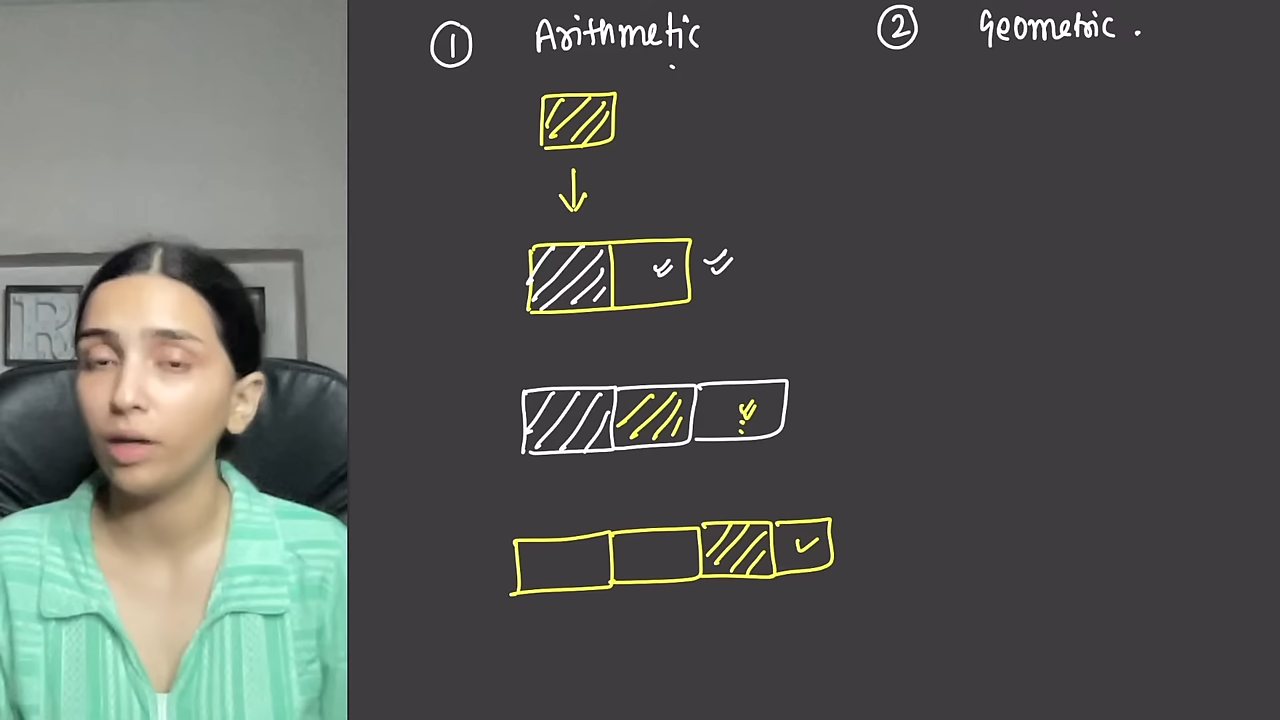 ① Arithmetic
② Geometric .
R